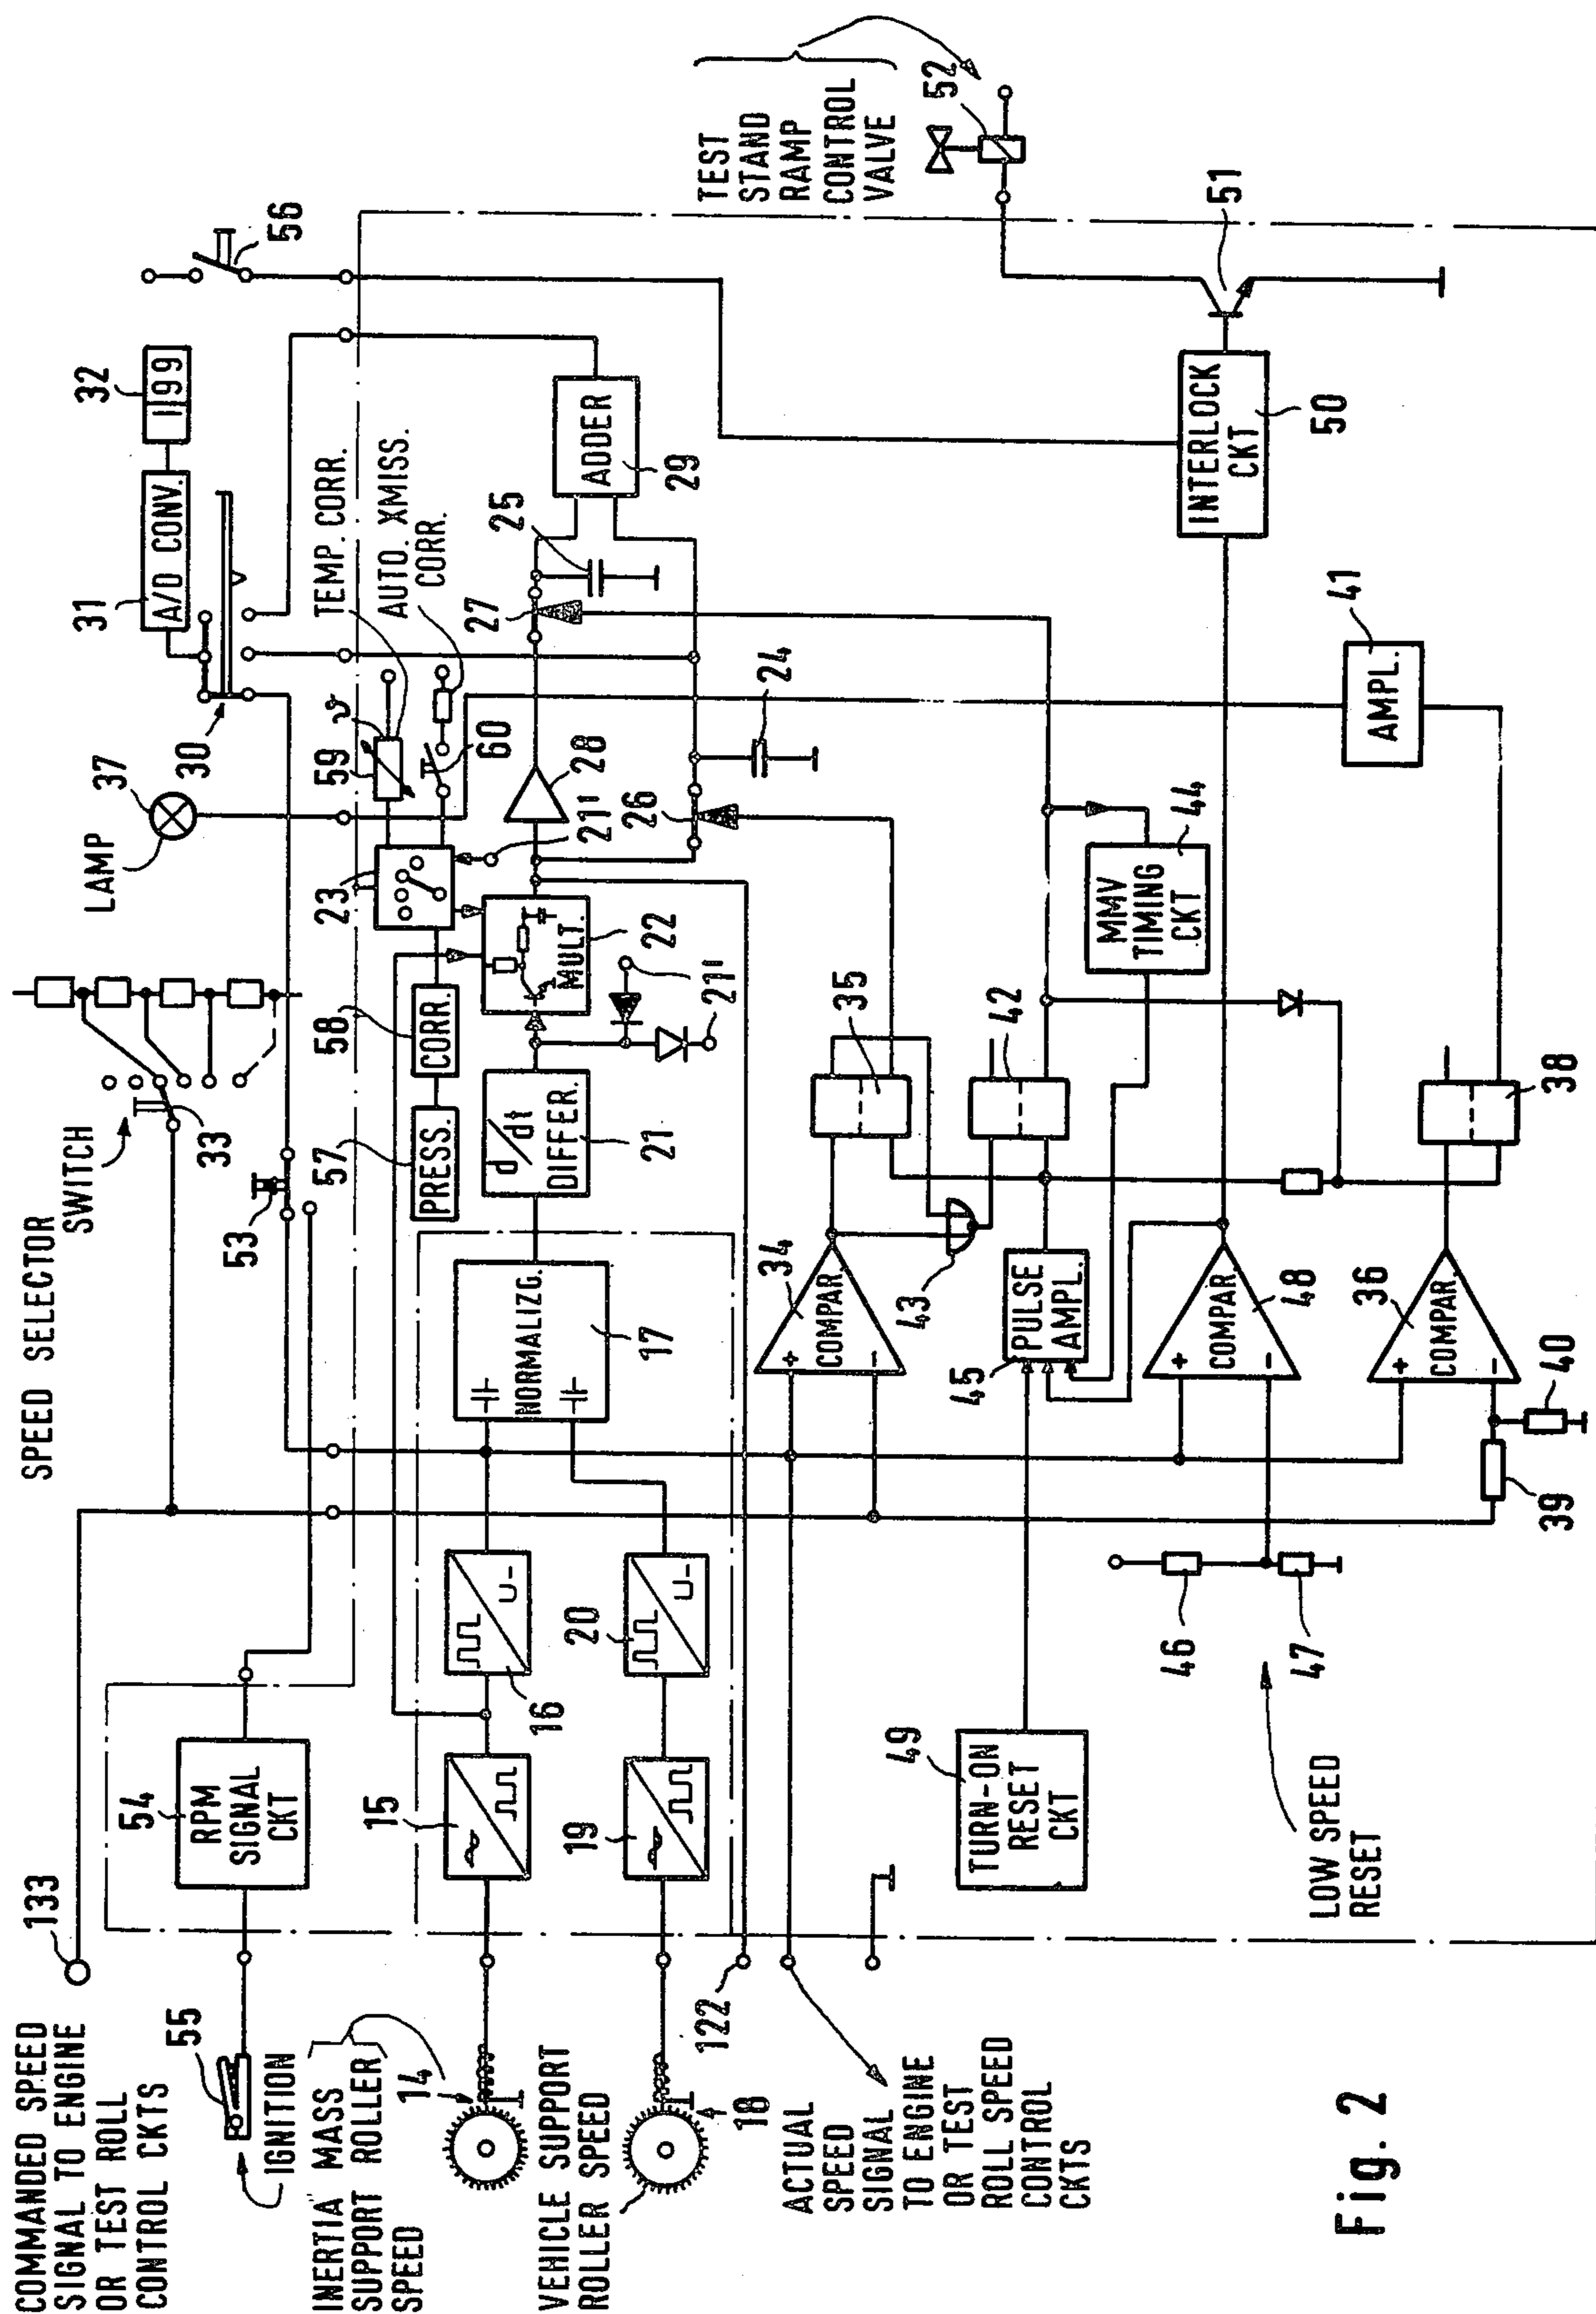 COMMANDED SPEED
SIGNAL TO ENGINE
OR TEST ROLL
CONTROL CKTS
133
55
IGNITION
54
RPM
SIGNAL
CKT
SPEED SELECTOR
SWITCH
33
53
LAMP
37
30
31
A/D CONV.
32
1199
56
INERTIA MASS
SUPPORT ROLLER
SPEED
14
15
16
U-
NORMALIZG.
17
57
PRESS.
58
CORR.
23
59
ϑ
TEMP. CORR.
AUTO. XMISS.
CORR.
60
d/dt
DIFFER.
21
MULT.
22
21'
21'
28
27
25
26
24
ADDER
29
VEHICLE SUPPORT
ROLLER SPEED
18
19
20
U-
122
ACTUAL
SPEED
SIGNAL
TO ENGINE
OR TEST
ROLL SPEED
CONTROL
CKTS
34
+
COMPAR.
-
35
43
42
49
TURN-ON
RESET
CKT
45
PULSE
AMPL.
MMV
TIMING
CKT
44
LOW SPEED
RESET
46
47
+
COMPAR.
-
48
36
+
COMPAR.
-
39
40
38
41
AMPL.
INTERLOCK
CKT
50
51
TEST
STAND
RAMP
CONTROL
VALVE
52
Fig. 2